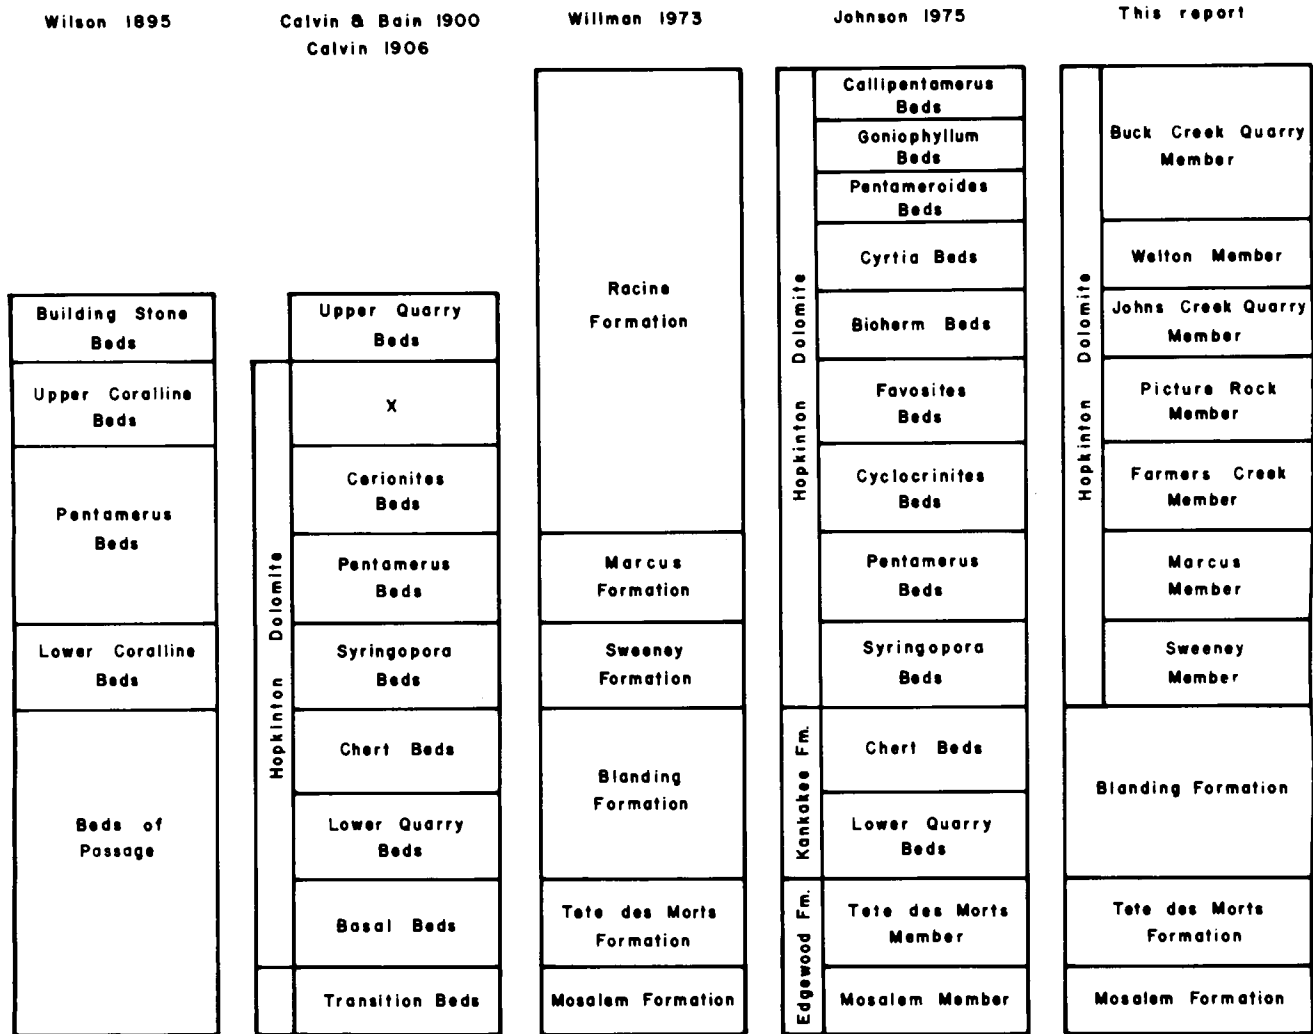 Wilson 1895
Building Stone
Beds
Upper Coralline
Beds
Pentamerus
Beds
Lower Coralline
Beds
Beds of
Passage
Calvin & Bain 1900
Calvin 1906
Hopkinton Dolomite
Upper Quarry
Beds
X
Cerionites
Beds
Pentamerus
Beds
Syringopora
Beds
Chert Beds
Lower Quarry
Beds
Basal Beds
Transition Beds
Willman 1973
Racine
Formation
Marcus
Formation
Sweeney
Formation
Blanding
Formation
Tete des Morts
Formation
Mosalem Formation
Johnson 1975
Hopkinton Dolomite
Callipentamerus
Beds
Goniophyllum
Beds
Pentameroides
Beds
Cyrtia Beds
Bioherm Beds
Favosites
Beds
Cyclocrinites
Beds
Pentamerus
Beds
Syringopora
Beds
Kankakee Fm.
Chert Beds
Lower Quarry
Beds
Edgewood Fm.
Tete des Morts
Member
Mosalem Member
This report
Hopkinton Dolomite
Buck Creek Quarry
Member
Welton Member
Johns Creek Quarry
Member
Picture Rock
Member
Farmers Creek
Member
Marcus
Member
Sweeney
Member
Blanding Formation
Tete des Morts
Formation
Mosalem Formation